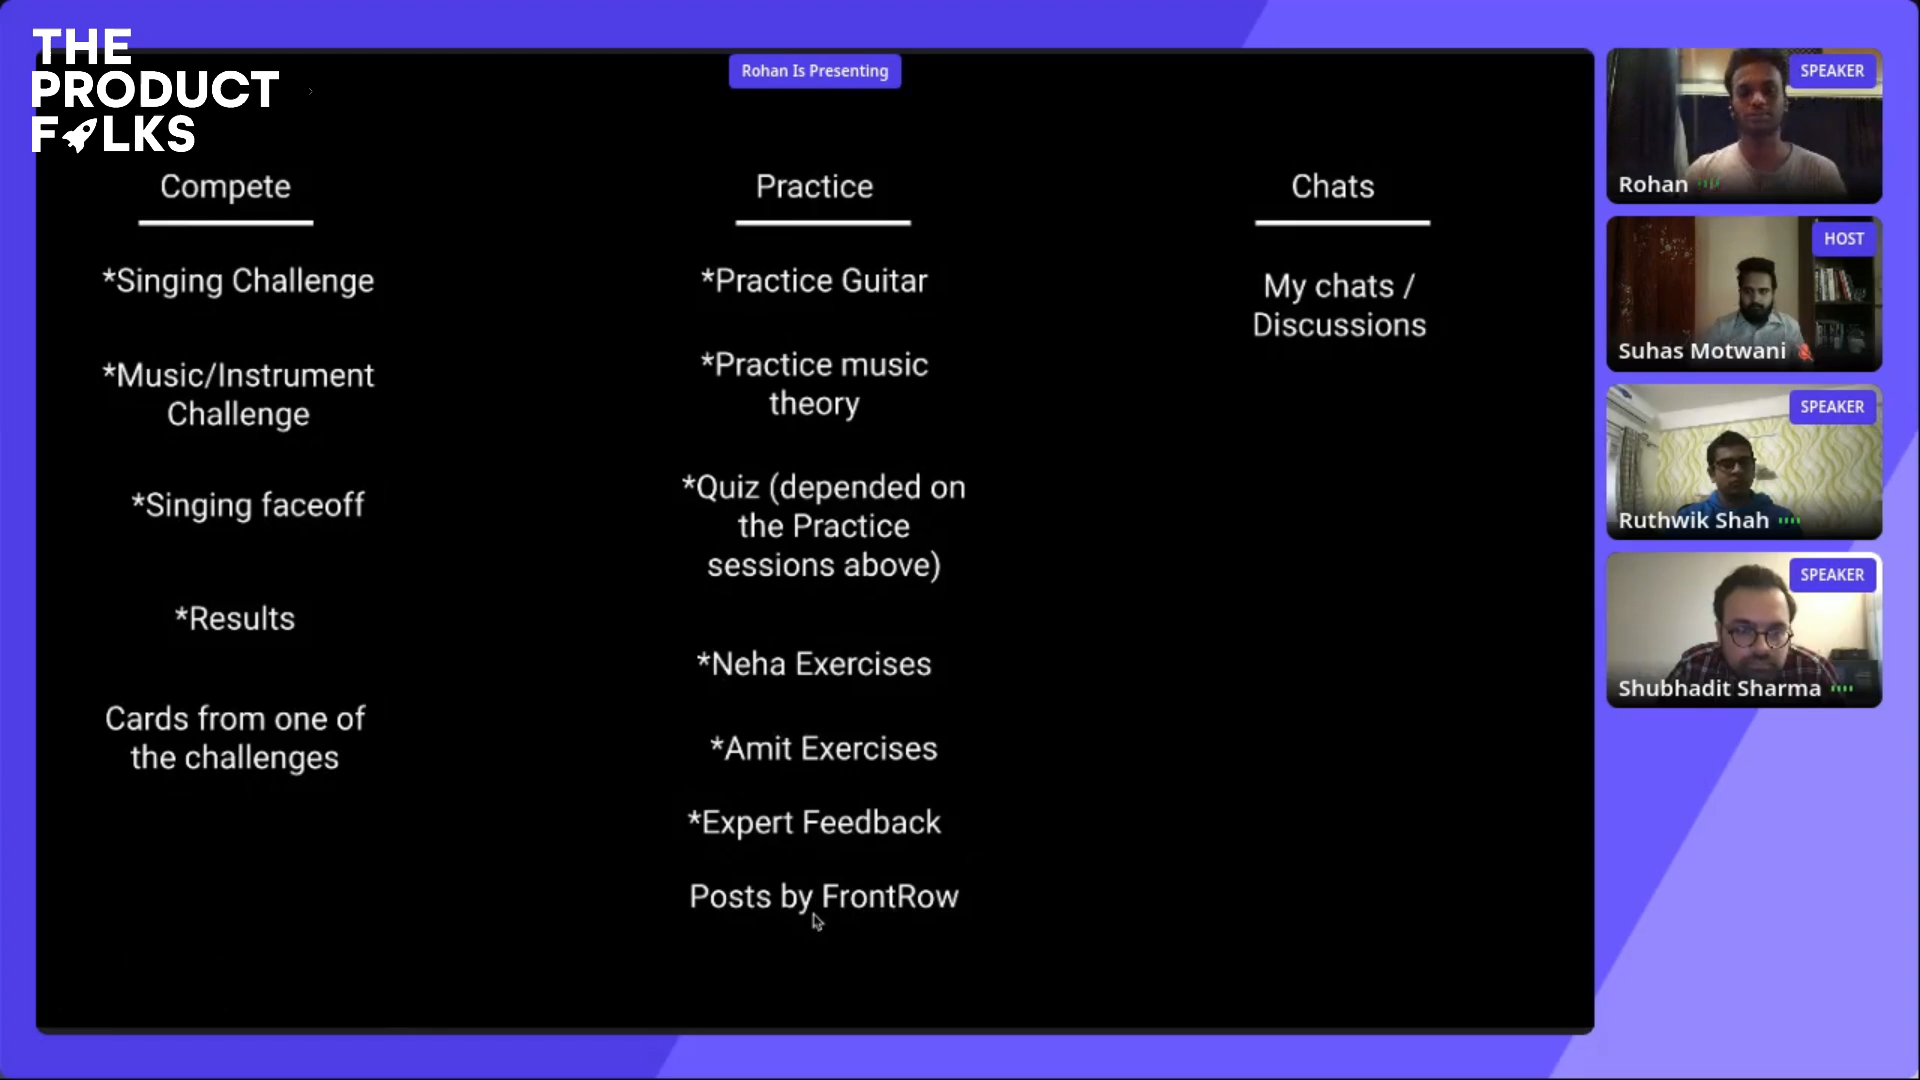 THE
PRODUCT
FOLKS
Rohan Is Presenting
Compete
*Singing Challenge
*Music/Instrument
Challenge
*Singing faceoff
*Results
Cards from one of
the challenges
Practice
*Practice Guitar
*Practice music
theory
*Quiz (depended on
the Practice
sessions above)
*Neha Exercises
*Amit Exercises
*Expert Feedback
Posts by FrontRow
Chats
My chats /
Discussions
SPEAKER
Rohan
HOST
Suhas Motwani
SPEAKER
Ruthwik Shah
SPEAKER
Shubhadit Sharma